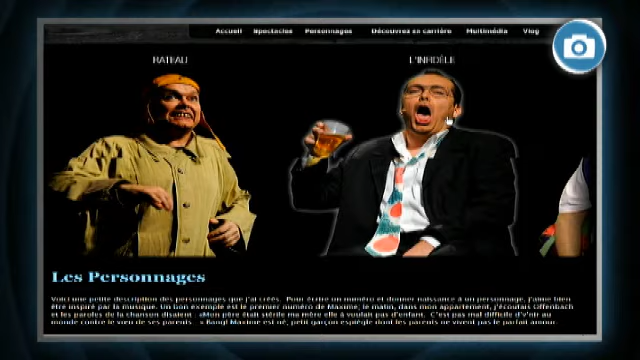 Accueil Spectacles Personnages Découvrez sa carrière Multimédia Vlog
RATEAU L'INFIDÈLE
Les Personnages
Voici une petite description des personnages que j'ai créés. Pour écrire un numéro et donner naissance à un personnage, j'aime bien
être inspiré par la musique. Un bon exemple est le premier numéro de Maxime; le matin, dans mon appartement, j'écoutais Offenbach
et les paroles de la chanson disaient : «Mon père était stérile ma mère elle à voulait pas d'enfant. C'est pas mal difficile d'v'nir au
monde contre le vœu de ses parents. » Bang! Maxime est né, petit garçon espiègle dont les parents ne vivent pas le parfait amour.